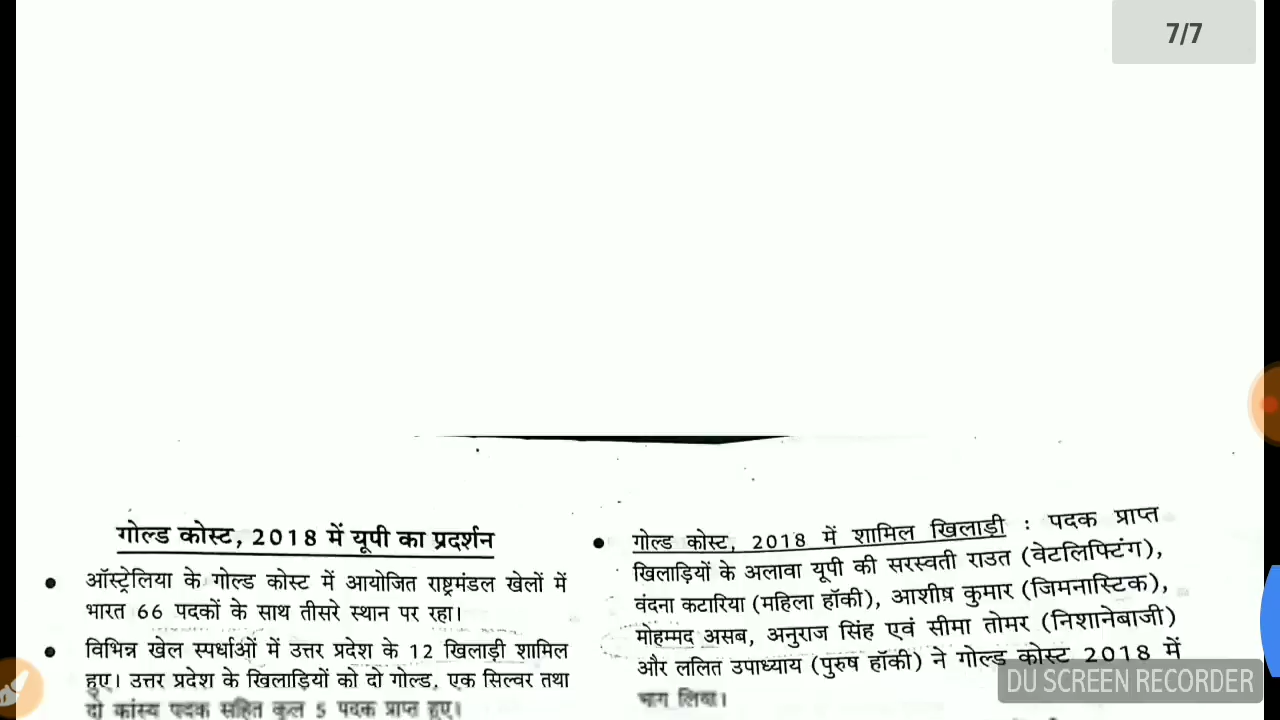 7/7
गोल्ड कोस्ट, 2018 में यूपी का प्रदर्शन
• ऑस्ट्रेलिया के गोल्ड कोस्ट में आयोजित राष्ट्रमंडल खेलों में
भारत 66 पदकों के साथ तीसरे स्थान पर रहा।
• विभिन्न खेल स्पर्धाओं में उत्तर प्रदेश के 12 खिलाड़ी शामिल
हुए। उत्तर प्रदेश के खिलाड़ियों को दो गोल्ड, एक सिल्वर तथा
दो कांस्य पदक सहित कुल 5 पदक प्राप्त हुए।
• गोल्ड कोस्ट, 2018 में शामिल खिलाड़ी : पदक प्राप्त
खिलाड़ियों के अलावा यूपी की सरस्वती राउत (वेटलिफ्टिंग),
वंदना कटारिया (महिला हॉकी), आशीष कुमार (जिमनास्टिक),
मोहम्मद असब, अनुराज सिंह एवं सीमा तोमर (निशानेबाजी)
और ललित उपाध्याय (पुरुष हॉकी) ने गोल्ड कोस्ट 2018 में
भाग लिया।
DU SCREEN RECORDER